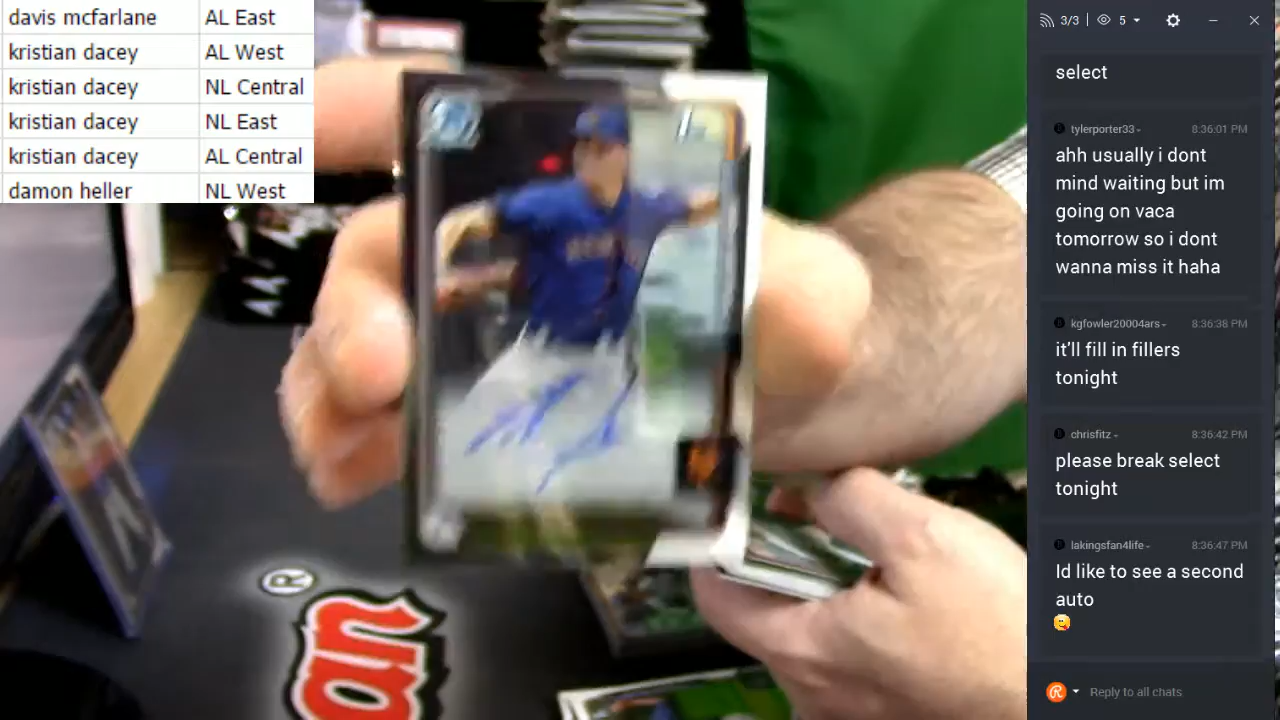 davis mcfarlane AL East
kristian dacey AL West
kristian dacey NL Central
kristian dacey NL East
kristian dacey AL Central
damon heller NL West
3/3 5
select
tylerporter33 8:36:01 PM
ahh usually i dont
mind waiting but im
going on vaca
tomorrow so i dont
wanna miss it haha
kgfowler20004ars 8:36:38 PM
it'll fill in fillers
tonight
chrisfitz 8:36:42 PM
please break select
tonight
lakingsfan4life 8:36:47 PM
Id like to see a second
auto
Reply to all chats
an®